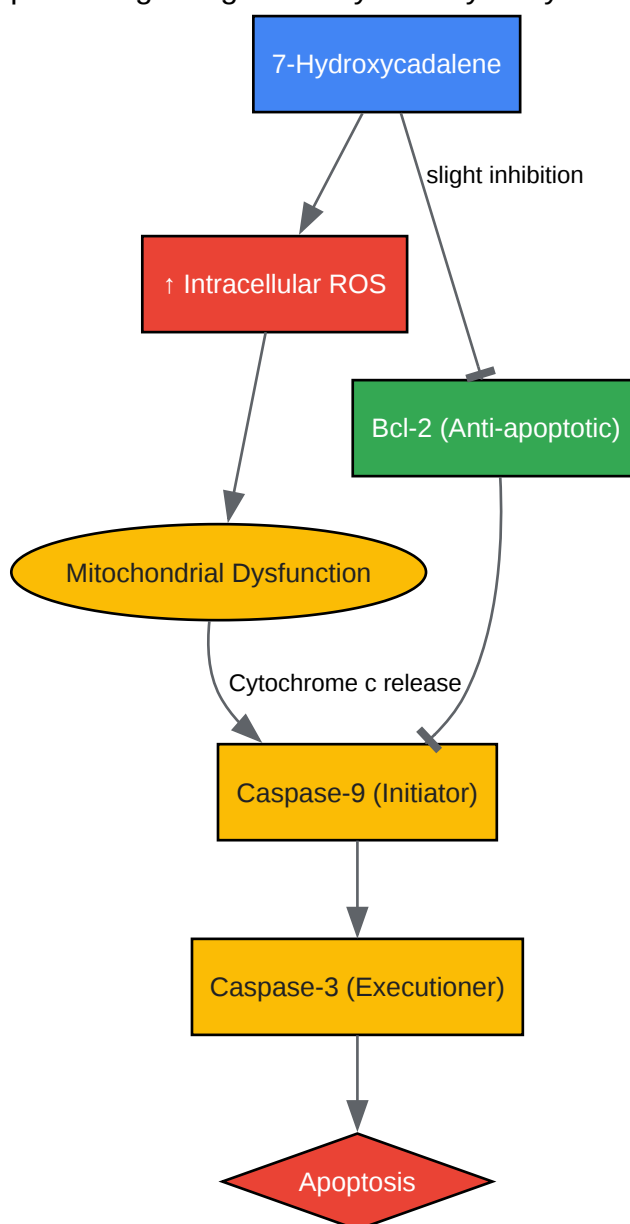 7-Hydroxycadalene
slight inhibition
↑ Intracellular ROS
Bcl-2 (Anti-apoptotic)
Mitochondrial Dysfunction
Cytochrome c release
Caspase-9 (Initiator)
Caspase-3 (Executioner)
Apoptosis